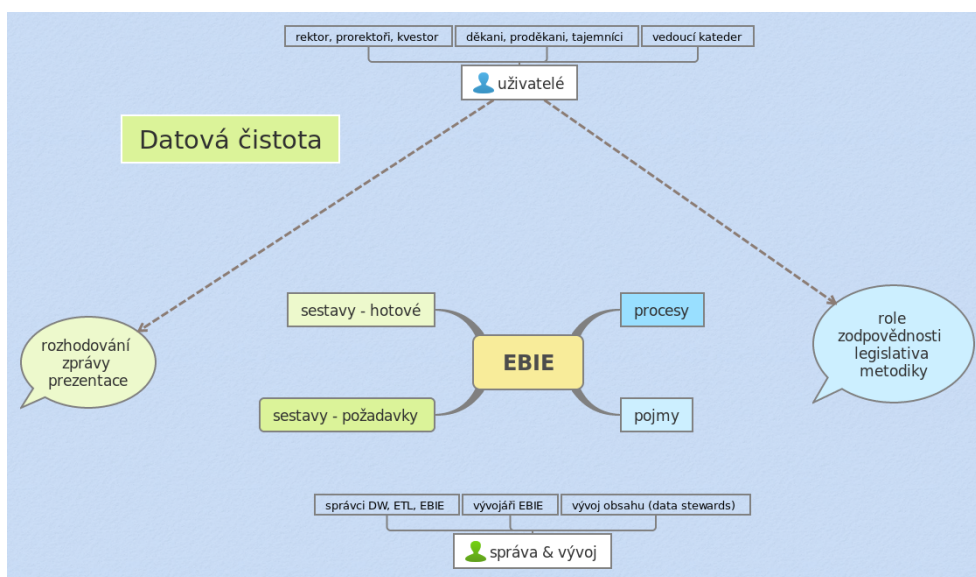 rektor, prorektoři, kvestor
děkani, proděkani, tajemníci
vedoucí kateder
uživatelé
Datová čistota
sestavy - hotové
procesy
rozhodování
zprávy
prezentace
EBIE
role
zodpovědnosti
legislativa
metodiky
sestavy - požadavky
pojmy
správci DW, ETL, EBIE
vývojáři EBIE
vývoj obsahu (data stewards)
správa & vývoj